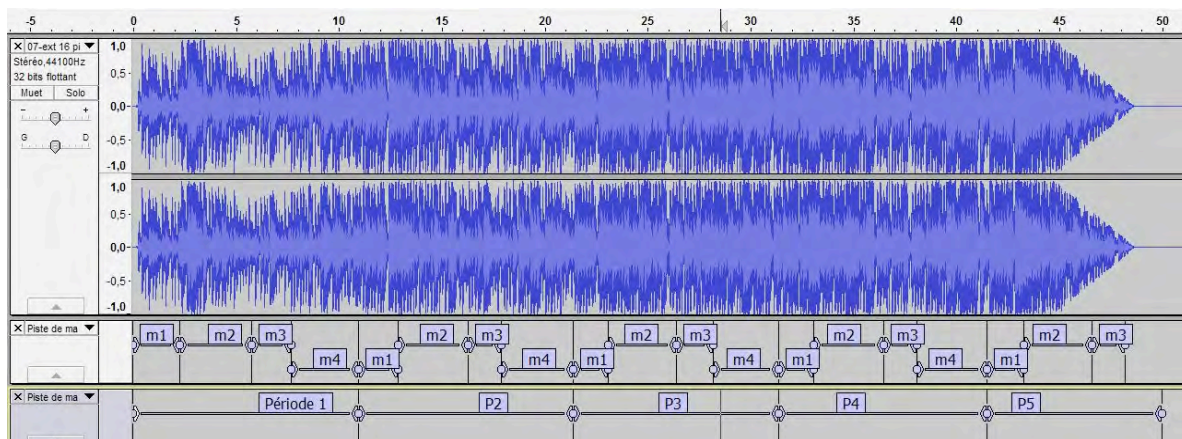 -5 0 5 10 15 20 25 30 35 40 45 50
× 07-ext 16 pi ▼
Stéréo,44100Hz
32 bits flottant
Muet Solo
- +
G D
1,0
0,5-
0,0-
-0,5-
-1,0
1,0
0,5-
0,0-
-0,5-
-1,0
× Piste de ma ▼
m1 m2 m3 m4 m1 m2 m3 m4 m1 m2 m3 m4 m1 m2 m3 m4 m1 m2 m3
× Piste de ma ▼
Période 1 P2 P3 P4 P5